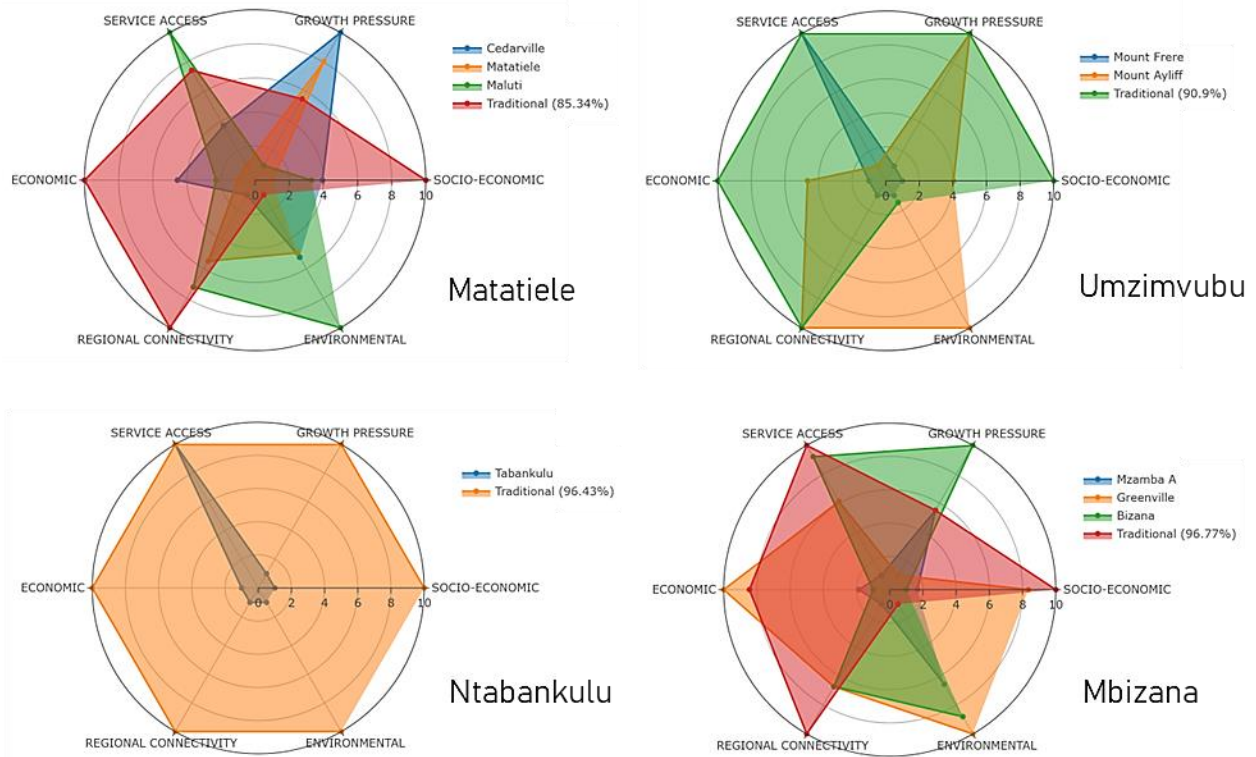 SERVICE ACCESS GROWTH PRESSURE
Cedarville
Matatiele
Maluti
Traditional (85.34%)
ECONOMIC
SOCIO-ECONOMIC
0 2 4 6 8 10
REGIONAL CONNECTIVITY ENVIRONMENTAL
Matatiele
SERVICE ACCESS GROWTH PRESSURE
Mount Frere
Mount Ayliff
Traditional (90.9%)
ECONOMIC
SOCIO-ECONOMIC
0 2 4 6 8 10
REGIONAL CONNECTIVITY ENVIRONMENTAL
Umzimvubu
SERVICE ACCESS GROWTH PRESSURE
Tabankulu
Traditional (96.43%)
ECONOMIC
SOCIO-ECONOMIC
0 2 4 6 8 10
REGIONAL CONNECTIVITY ENVIRONMENTAL
Ntabankulu
SERVICE ACCESS GROWTH PRESSURE
Mzamba A
Greenville
Bizana
Traditional (96.77%)
ECONOMIC
SOCIO-ECONOMIC
0 2 4 6 8 10
REGIONAL CONNECTIVITY ENVIRONMENTAL
Mbizana